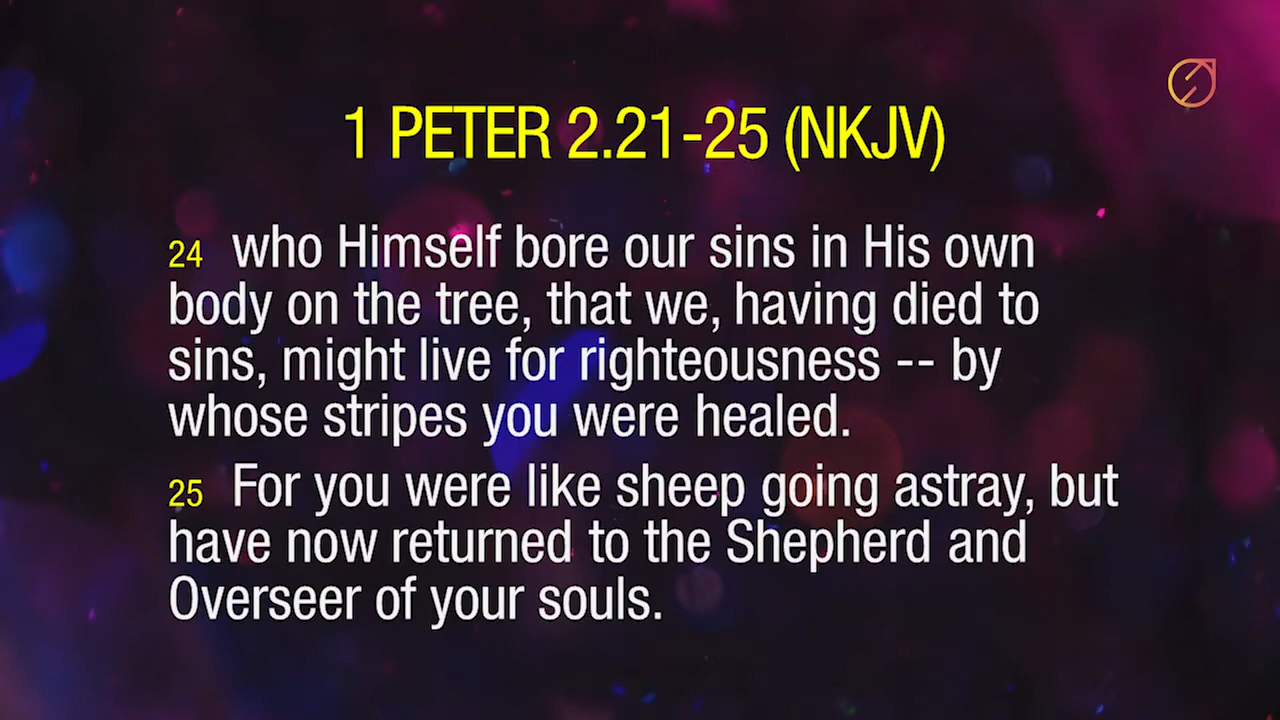 1 PETER 2.21-25 (NKJV)
24 who Himself bore our sins in His own
body on the tree, that we, having died to
sins, might live for righteousness -- by
whose stripes you were healed.
25 For you were like sheep going astray, but
have now returned to the Shepherd and
Overseer of your souls.